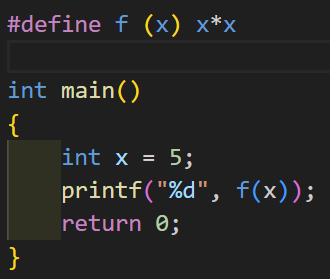 #define f (x) x*x
int main()
{
int x = 5;
printf("%d", f(x));
return 0;
}